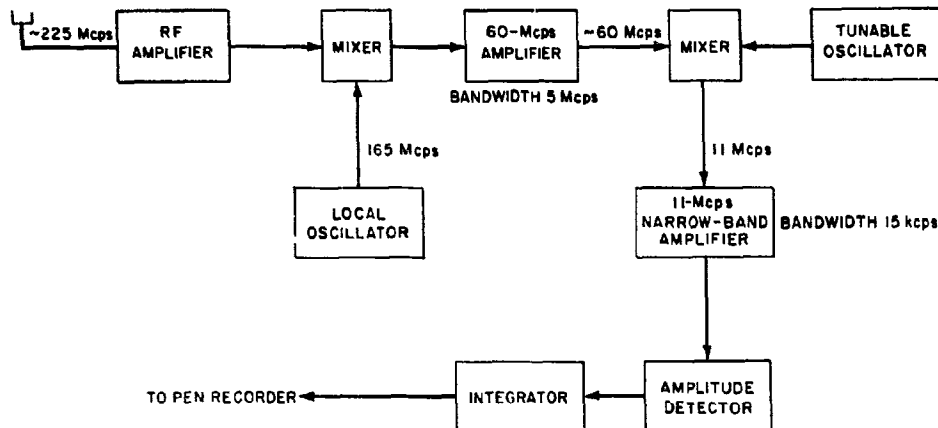 ~225 Mcps
RF
AMPLIFIER
MIXER
60-Mcps
AMPLIFIER
~60 Mcps
MIXER
TUNABLE
OSCILLATOR
BANDWIDTH 5 Mcps
165 Mcps
11 Mcps
LOCAL
OSCILLATOR
11-Mcps
NARROW-BAND
AMPLIFIER
BANDWIDTH 15 kcps
TO PEN RECORDER
INTEGRATOR
AMPLITUDE
DETECTOR